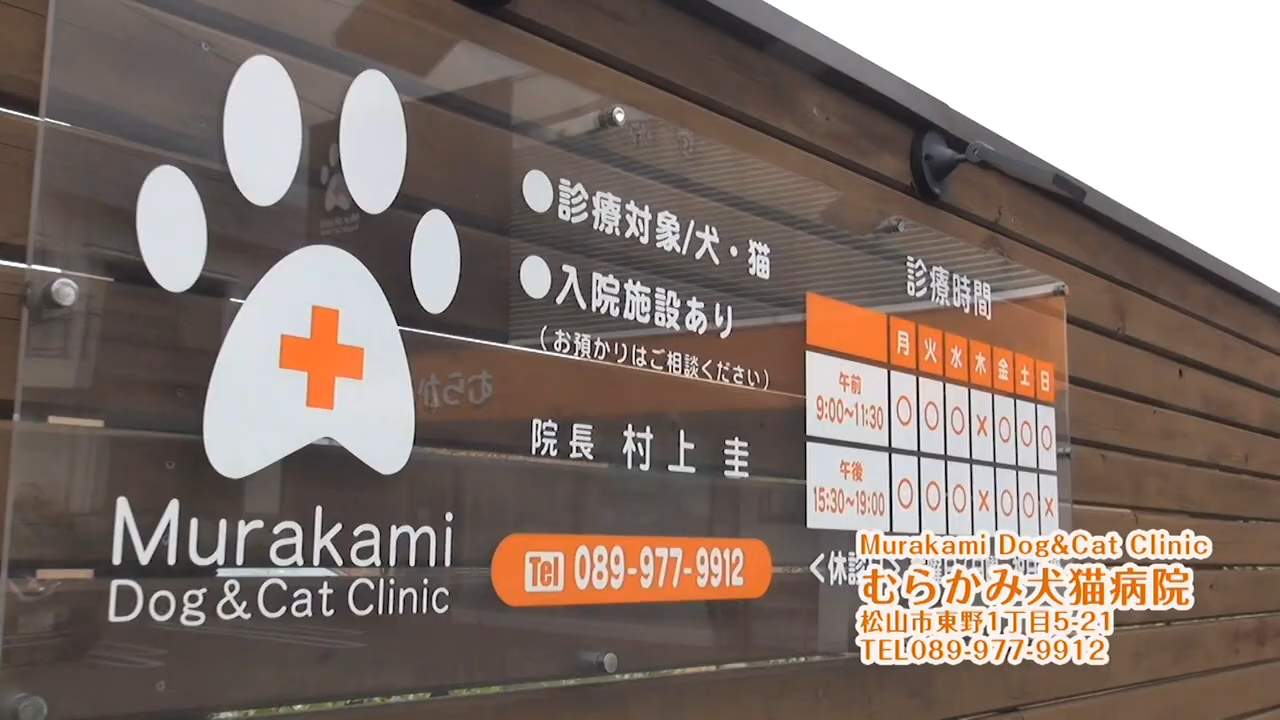 ●診療対象/犬・猫
●入院施設あり
(お預かりはご相談ください)
院長 村上 圭
Tel 089-977-9912
Murakami
Dog&Cat Clinic
診療時間
月 火 水 木 金 土 日
午前 9:00~11:30 ○ ○ ○ × ○ ○ ○
午後 15:30~19:00 ○ ○ ○ × ○ ○ ×
<休診
Murakami Dog&Cat Clinic
むらかみ犬猫病院
松山市東野1丁目5-21
TEL089-977-9912